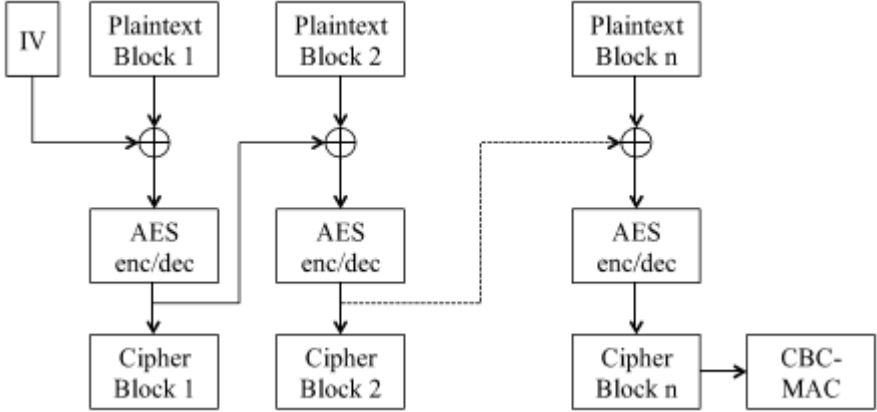 IV
Plaintext
Block 1
Plaintext
Block 2
Plaintext
Block n
AES
enc/dec
AES
enc/dec
AES
enc/dec
Cipher
Block 1
Cipher
Block 2
Cipher
Block n
CBC-
MAC